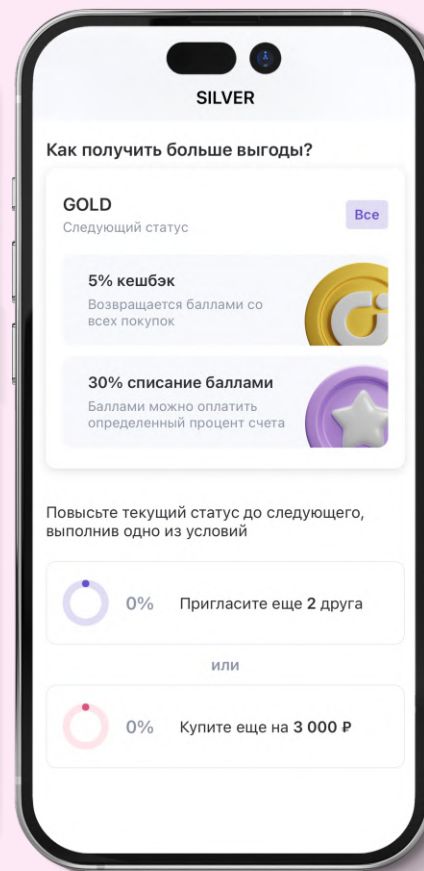 SILVER
Как получить больше выгоды?
GOLD
Следующий статус
Все
5% кешбэк
Возвращается баллами со
всех покупок
30% списание баллами
Баллами можно оплатить
определенный процент счета
Повысьте текущий статус до следующего,
выполнив одно из условий
0%
Пригласите еще 2 друга
или
0%
Купите еще на 3 000 ₽